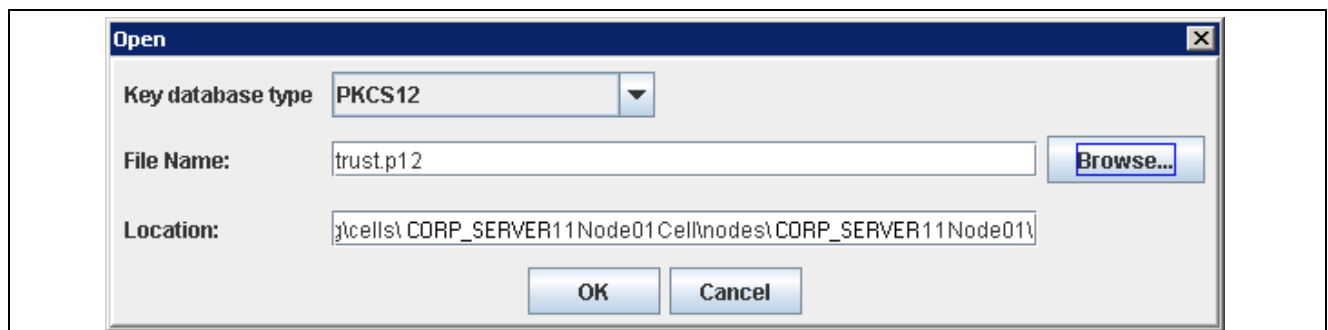 Open
Key database type PKCS12
File Name: trust.p12 Browse...
Location: g\cells\ CORP_SERVER11Node01Cell\nodes\ CORP_SERVER11Node01\
OK Cancel